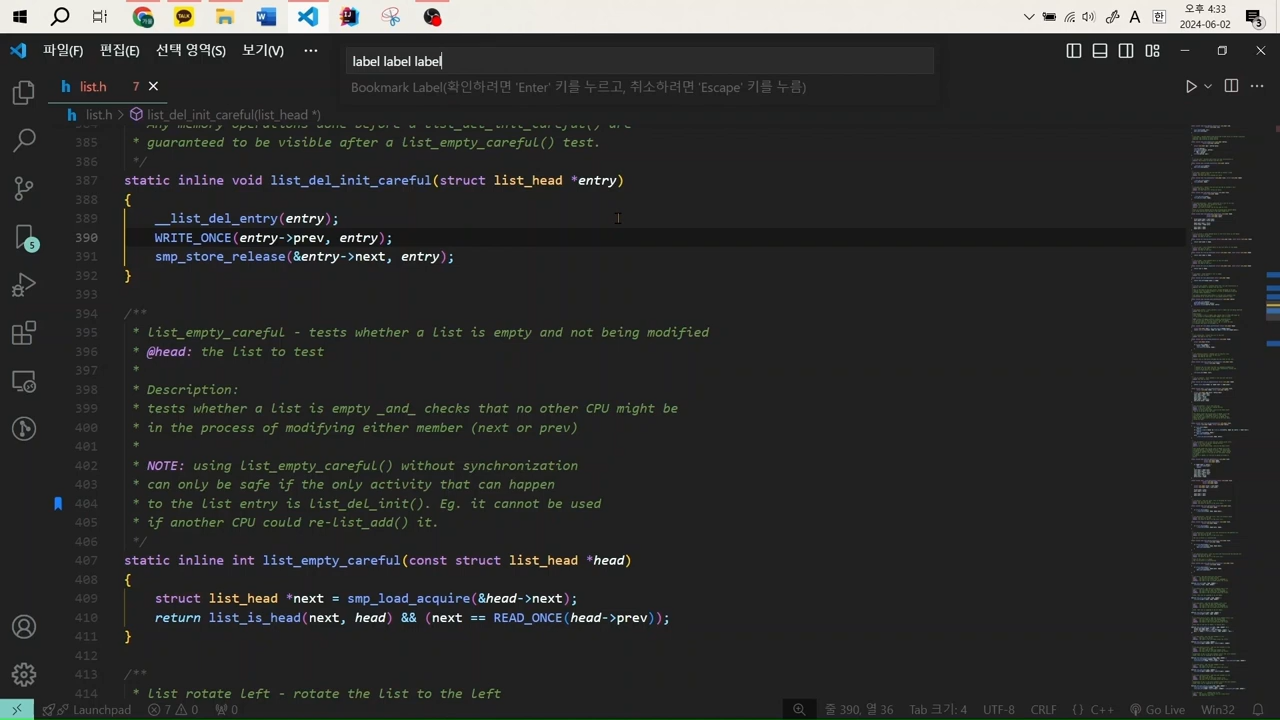 오후 4:33
2024-06-02
TALK
A
한
3
파일(F) 편집(E) 선택 영역(S) 보기(V) ···
label label label
Bookmark Label(확인하려면 'Enter' 키를 누르고, 취소하려면 'Escape' 키를 누름)
h list.h 7
h list.h > list_del_init_careful(list_head *)
384 * Any memory operations done before a list_del_init_careful() are
385 * guaranteed to be visible after a list_empty_careful() test.
386 */
387 static inline void list_del_init_careful(struct list_head *entry)
388 {
389 __list_del_entry(entry);
390 WRITE_ONCE(entry->prev, entry);
391 smp_store_release(&entry->next, entry);
392 }
393
394 /**
395 * list_empty_careful - tests whether a list is empty and not being modified
396 * @head: the list to test
397 *
398 * Description:
399 * tests whether a list is empty _and_ checks that no other CPU might be
400 * in the process of modifying either member (next or prev)
401 *
402 * NOTE: using list_empty_careful() without synchronization
403 * can only be safe if the only activity that can happen
404 * to the list entry is list_del_init(). Eg. it cannot be used
405 * if another CPU could re-list_add() it.
406 */
407 static inline int list_empty_careful(const struct list_head *head)
408 {
409 struct list_head *next = smp_load_acquire(&head->next);
410 return list_is_head(next, head) && (next == READ_ONCE(head->prev));
411 }
412
413 /**
414 * list_rotate_left - rotate the list to the left
5
Launchpad 7 0 0 줄 390, 열 36 Tab 크기: 4 UTF-8 CRLF {} C++ Go Live Win32